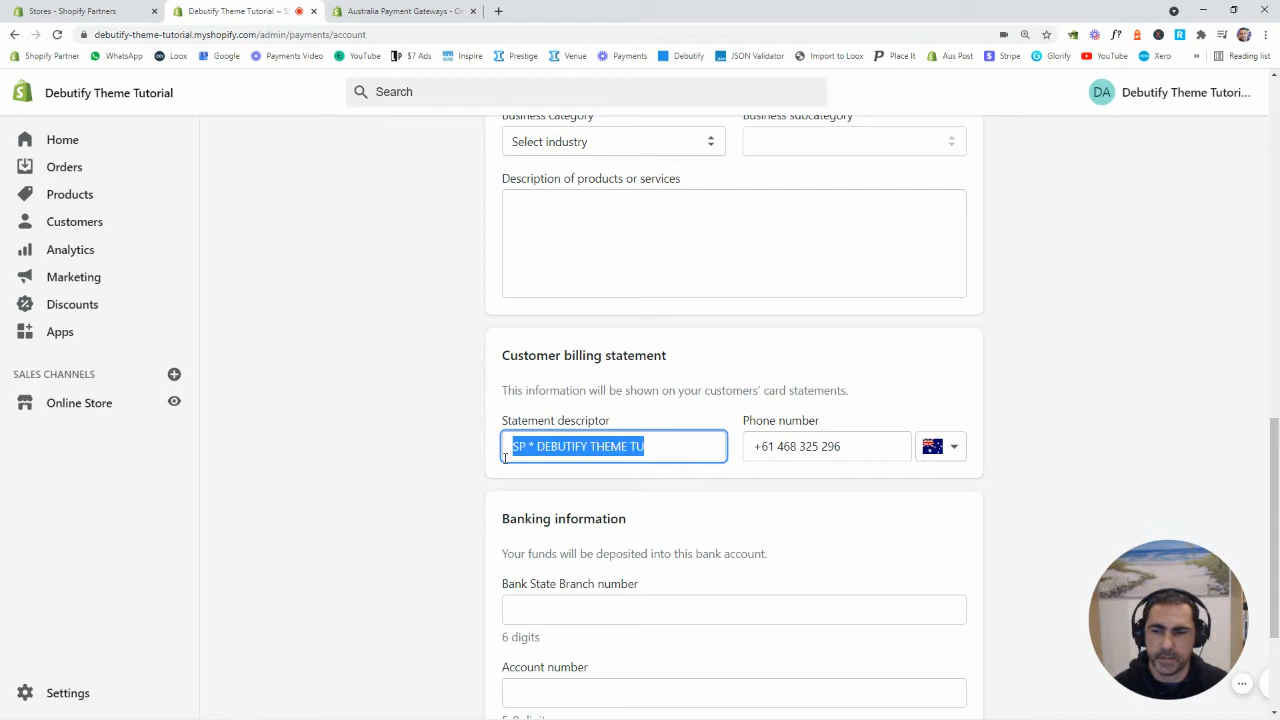 Stores - Shopify Partners
Debutify Theme Tutorial ~ S
Australia Payment Gateways - Cr
debutify-theme-tutorial.myshopify.com/admin/payments/account
Shopify Partner
WhatsApp
Loox
Google
Payments Video
YouTube
$7 Ads
Inspire
Prestige
Venue
Payments
Debutify
JSON Validator
Import to Loox
Place It
Aus Post
Stripe
Glorify
YouTube
Xero
»
Reading list
Debutify Theme Tutorial
Search
DA
Debutify Theme Tutori...
Home
Orders
Products
Customers
Analytics
Marketing
Discounts
Apps
SALES CHANNELS
Online Store
Settings
Business category
Business subcategory
Select industry
Description of products or services
Customer billing statement
This information will be shown on your customers' card statements.
Statement descriptor
Phone number
SP * DEBUTIFY THEME TU
+61 468 325 296
Banking information
Your funds will be deposited into this bank account.
Bank State Branch number
6 digits
Account number